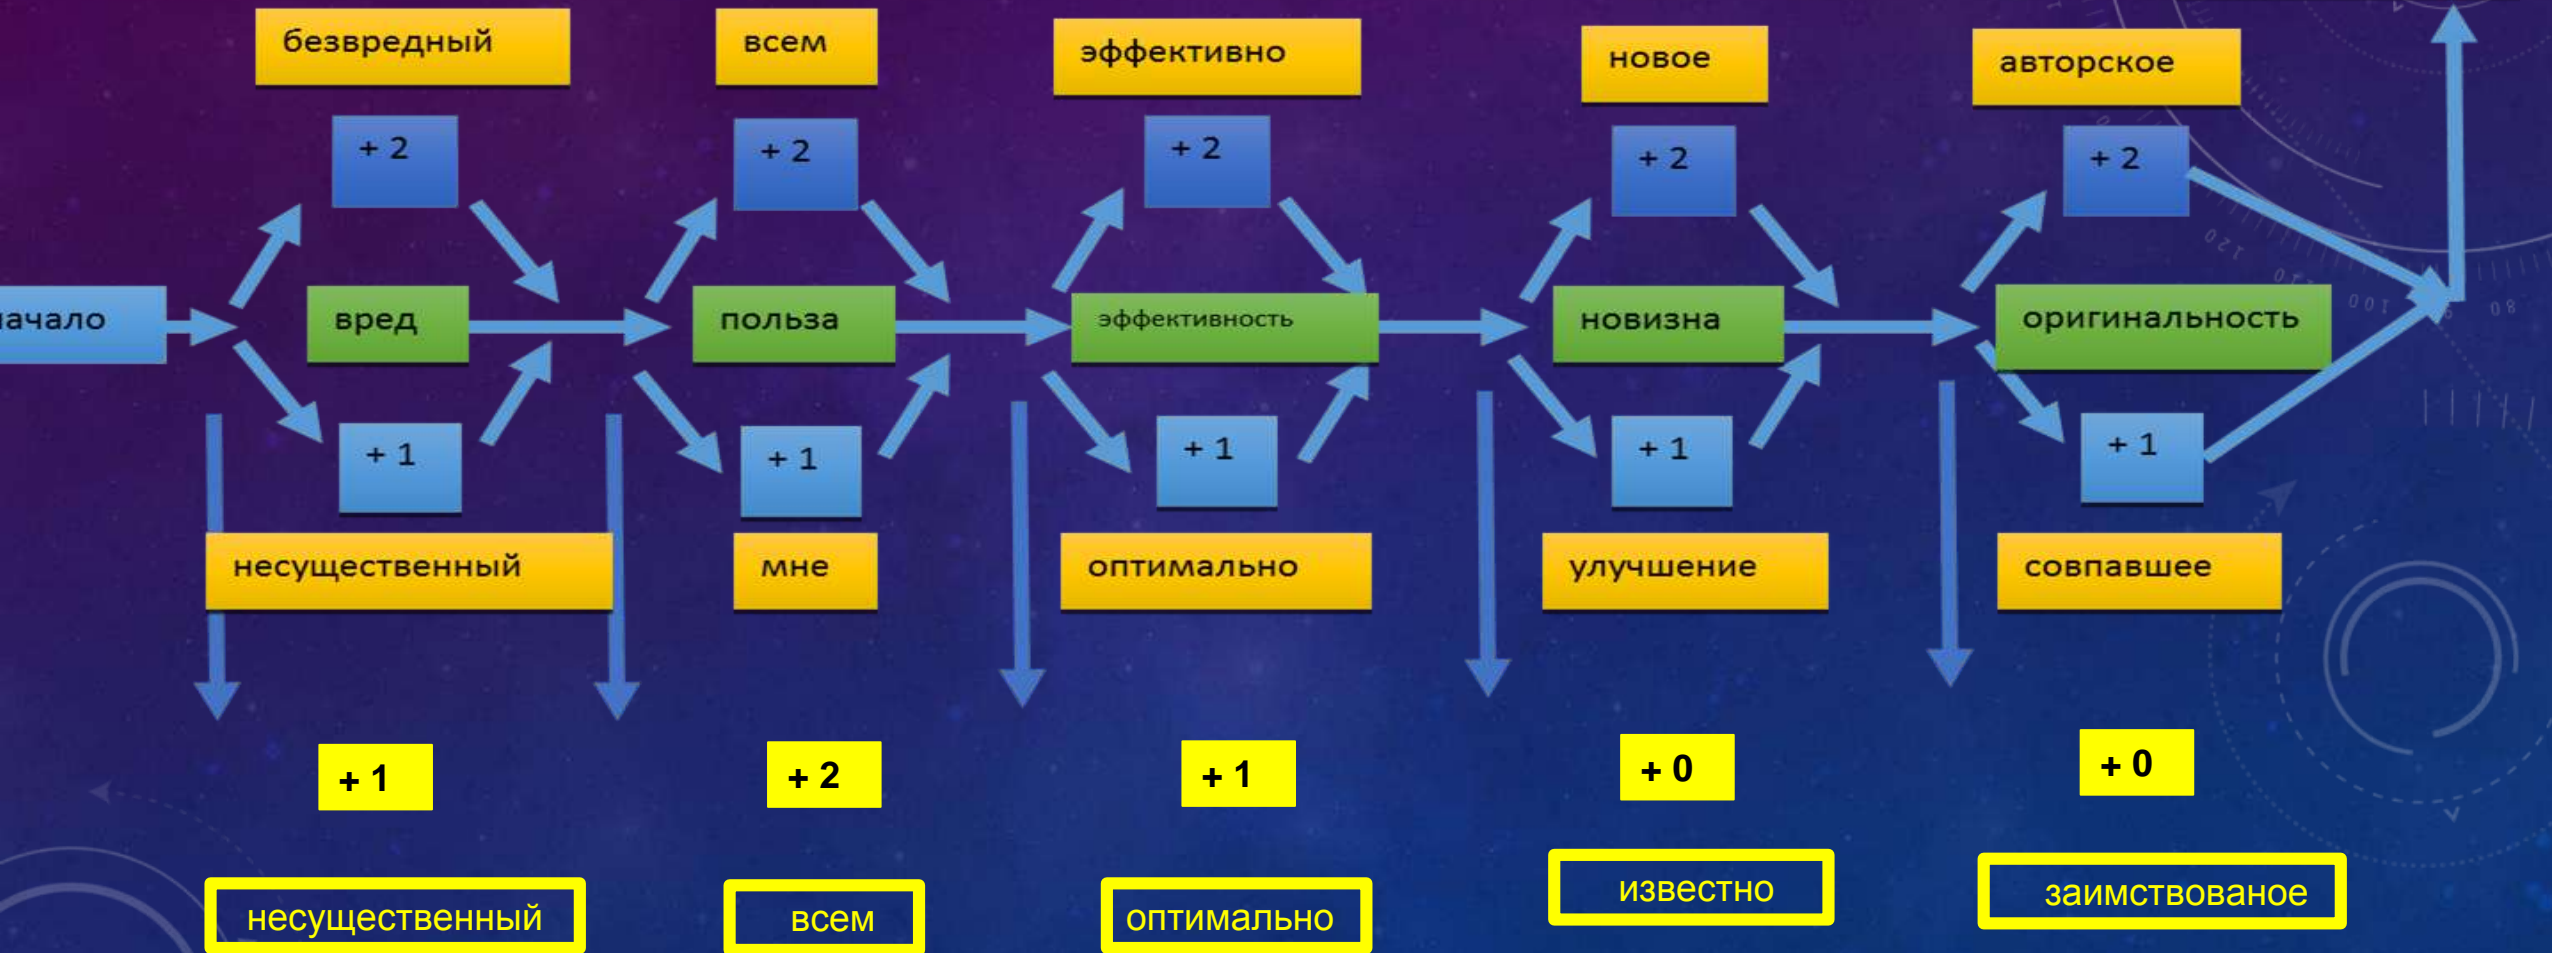 безвредный
всем
эффективно
новое
авторское
+ 2
+ 2
+ 2
+ 2
+ 2
ачало
вред
польза
эффективность
новизна
оригинальность
+ 1
+ 1
+ 1
+ 1
+ 1
несущественный
мне
оптимально
улучшение
совпавшее
+ 1
+ 2
+ 1
+ 0
+ 0
несущественный
всем
оптимально
известно
заимствованое